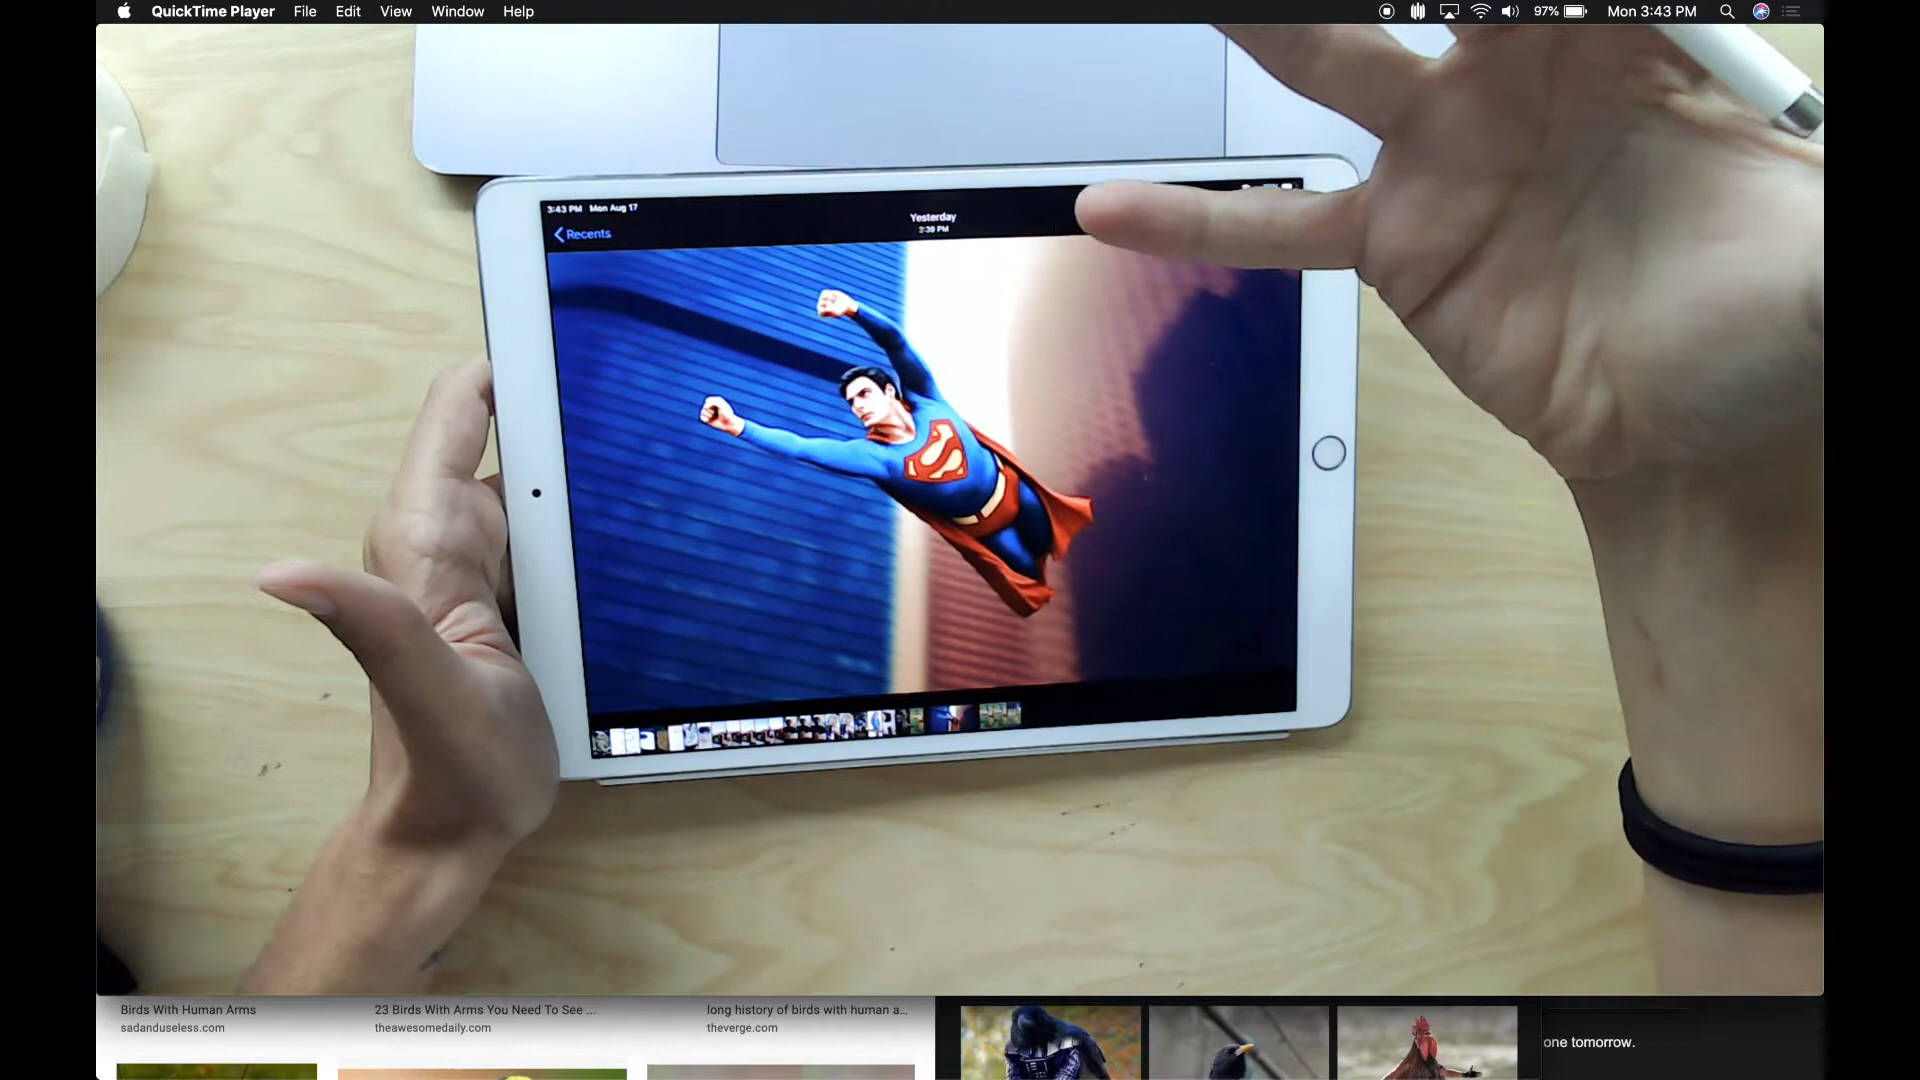 QuickTime Player File Edit View Window Help 97% Mon 3:43 PM
3:43 PM Mon Aug 17
Yesterday
2:39 PM
Recents
S
Birds With Human Arms
sadanduseless.com
23 Birds With Arms You Need To See ...
theawesomedaily.com
long history of birds with human a...
theverge.com
one tomorrow.